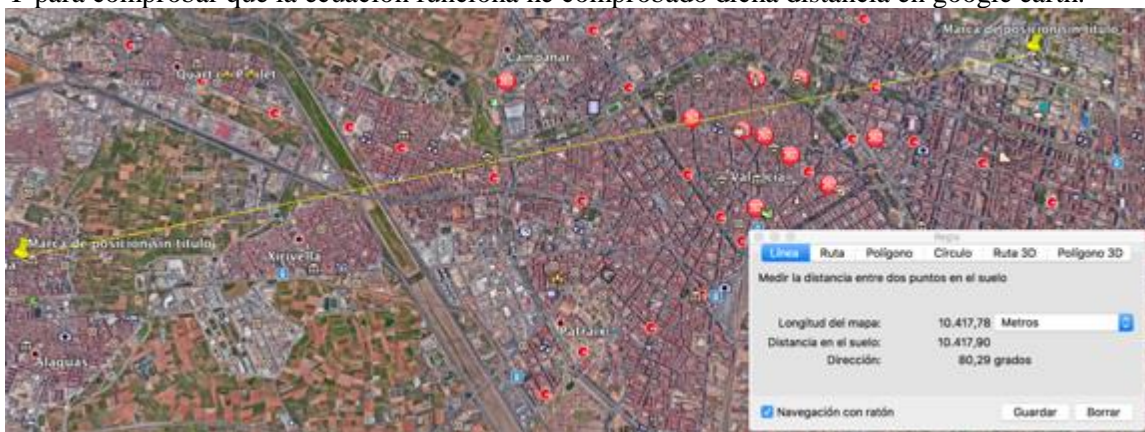 Y para comprobar que la ecuación funciona he comprobado dicha distancia en google earth.
Marca de posición sin título
Campanar
Quart de Poblet
Valencia
Marca de posición sin título
Xirivella
Patraix
Alaquàs
Regla
Línea Ruta Polígono Círculo Ruta 3D Polígono 3D
Medir la distancia entre dos puntos en el suelo
Longitud del mapa: 10.417,78 Metros
Distancia en el suelo: 10.417,90
Dirección: 80,29 grados
Navegación con ratón Guardar Borrar